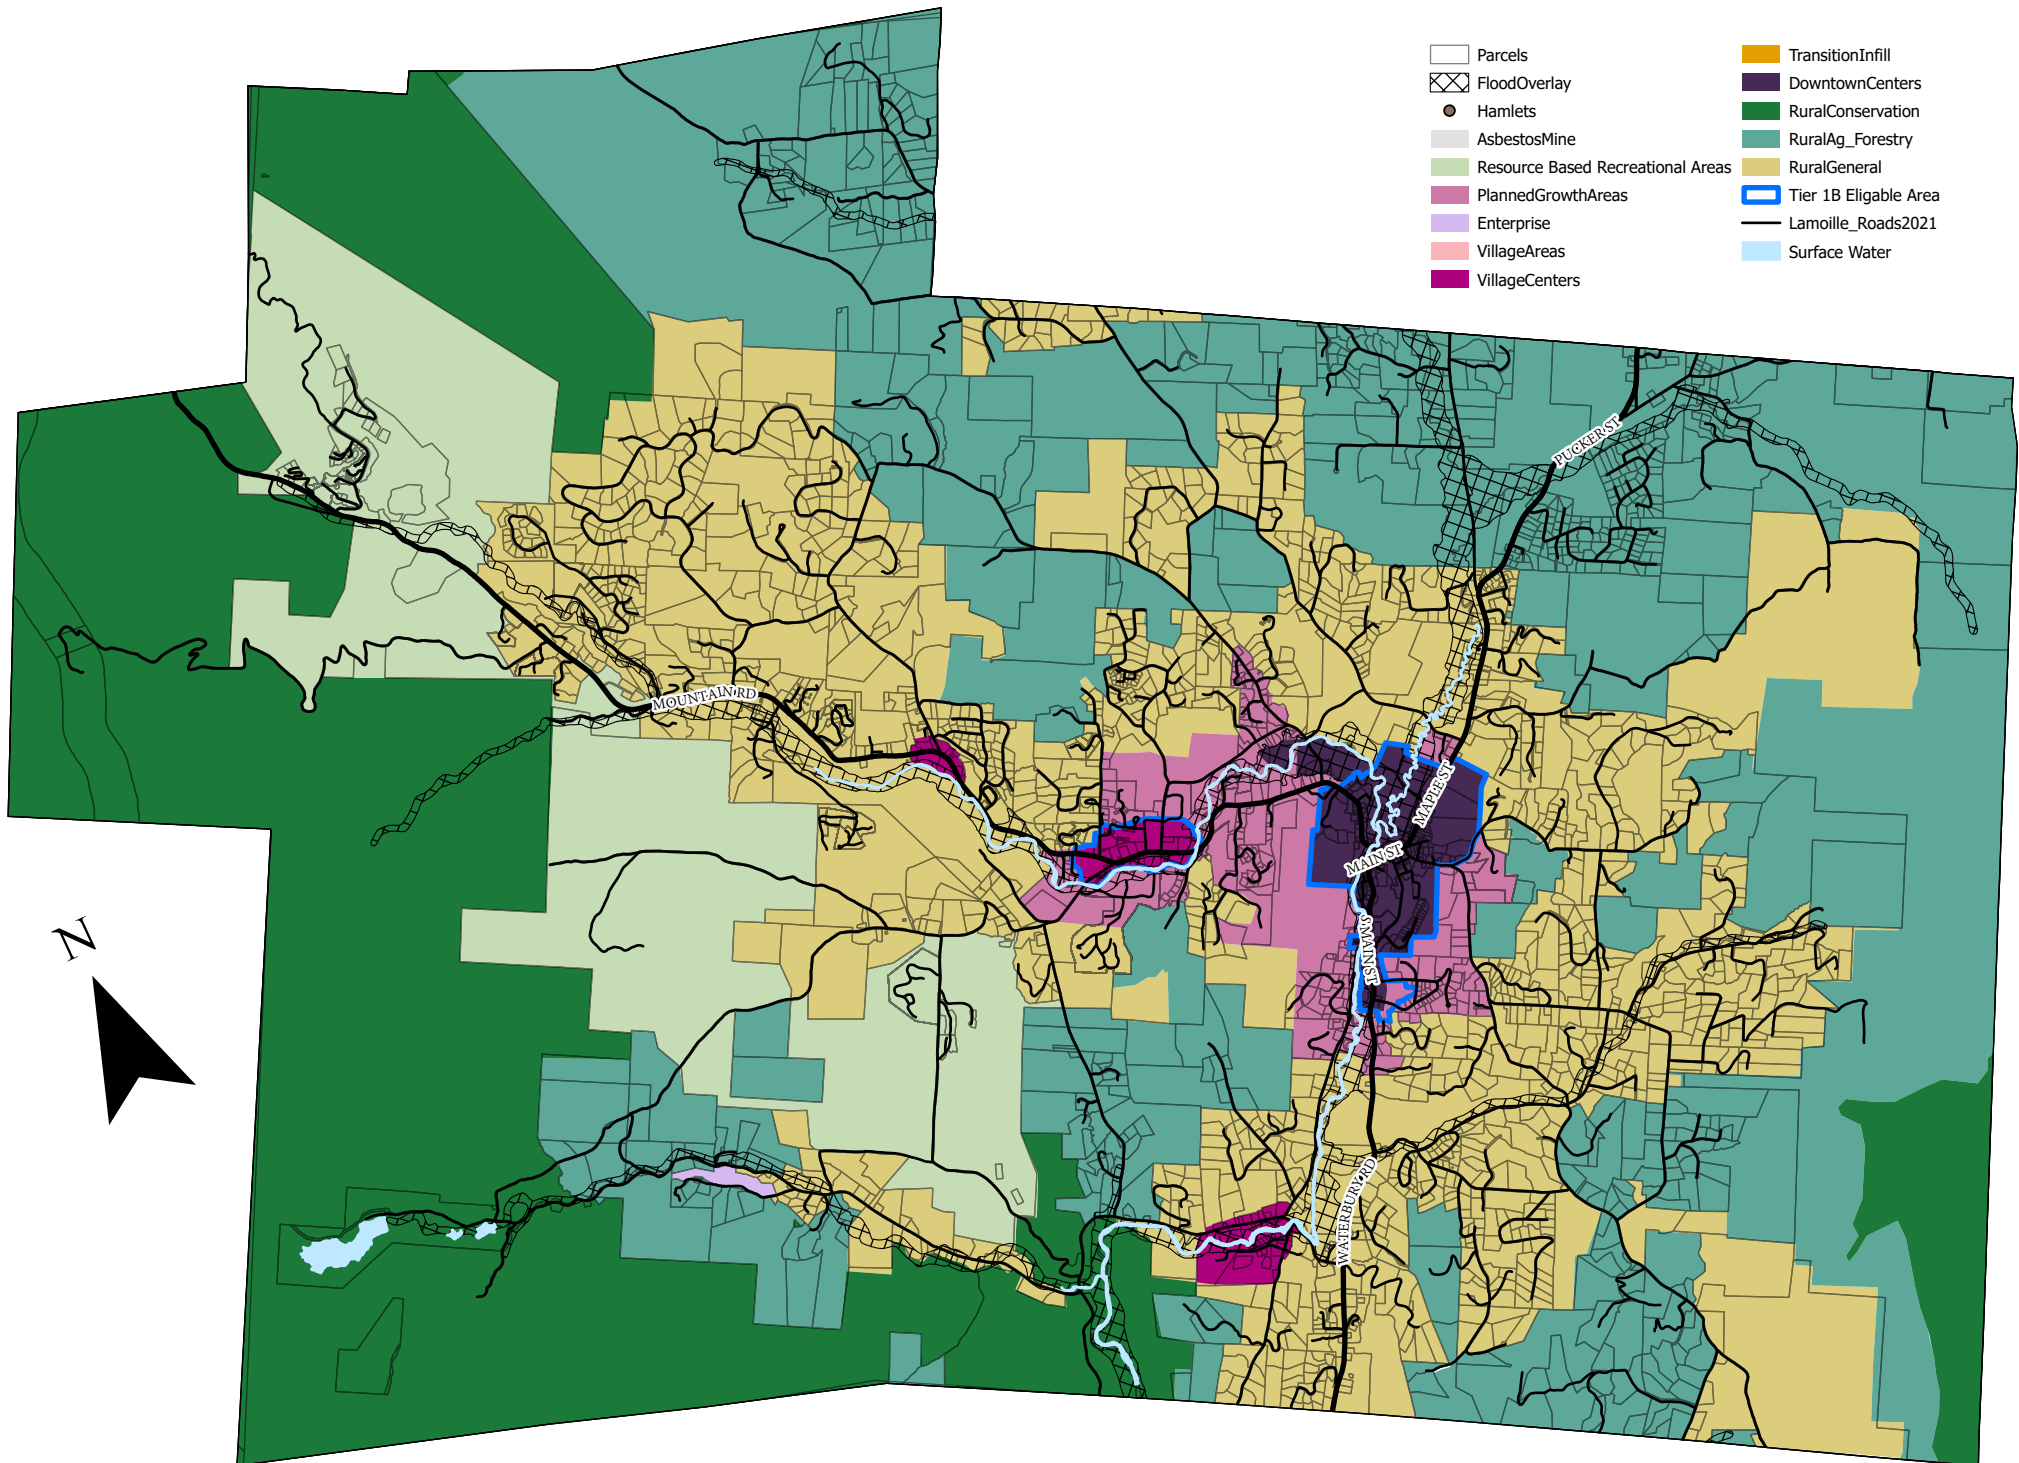 Parcels
FloodOverlay
Hamlets
AsbestosMine
Resource Based Recreational Areas
PlannedGrowthAreas
Enterprise
VillageAreas
VillageCenters
TransitionInfill
DowntownCenters
RuralConservation
RuralAg_Forestry
RuralGeneral
Tier 1B Eligable Area
Lamoille_Roads2021
Surface Water
PUCKER ST
MOUNTAIN RD
MAPLE ST
MAIN ST
S MAIN ST
N
WATERBURY RD